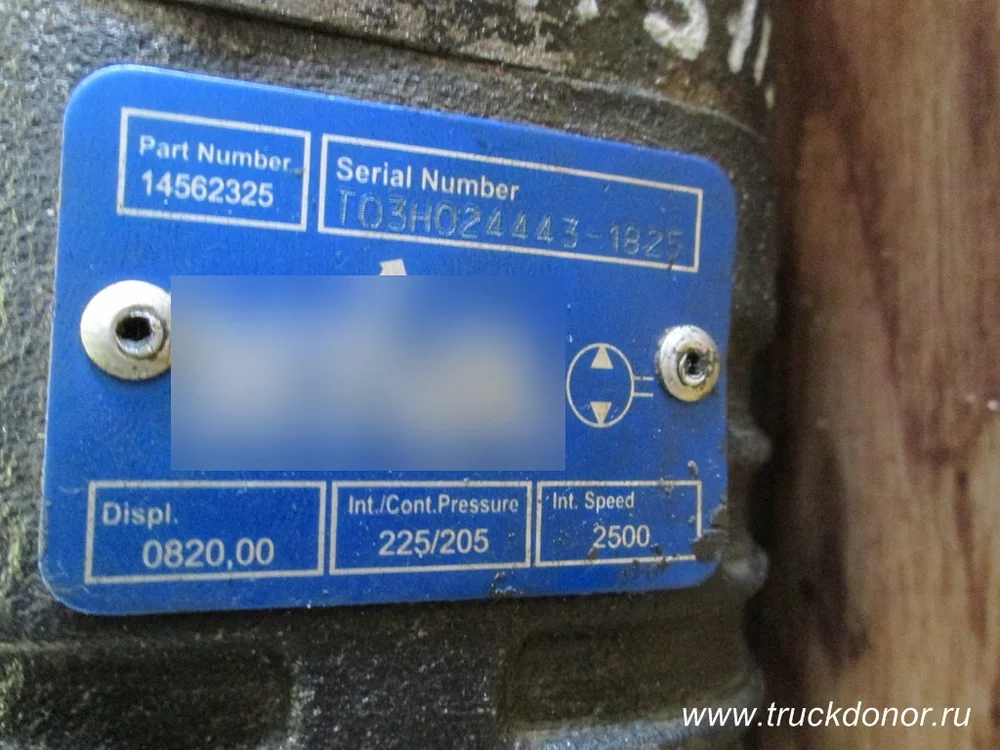 Part Number
14562325
Serial Number
T03H024443-1825
Displ.
0820,00
Int./Cont.Pressure
225/205
Int. Speed
2500
www.truckdonor.ru